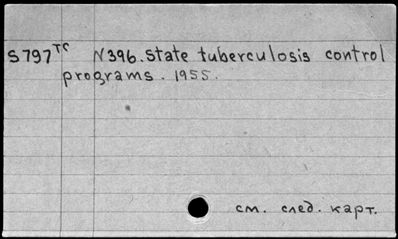 S797 TC N396. State tuberculosis control
programs. 1955.
см. след. карт.